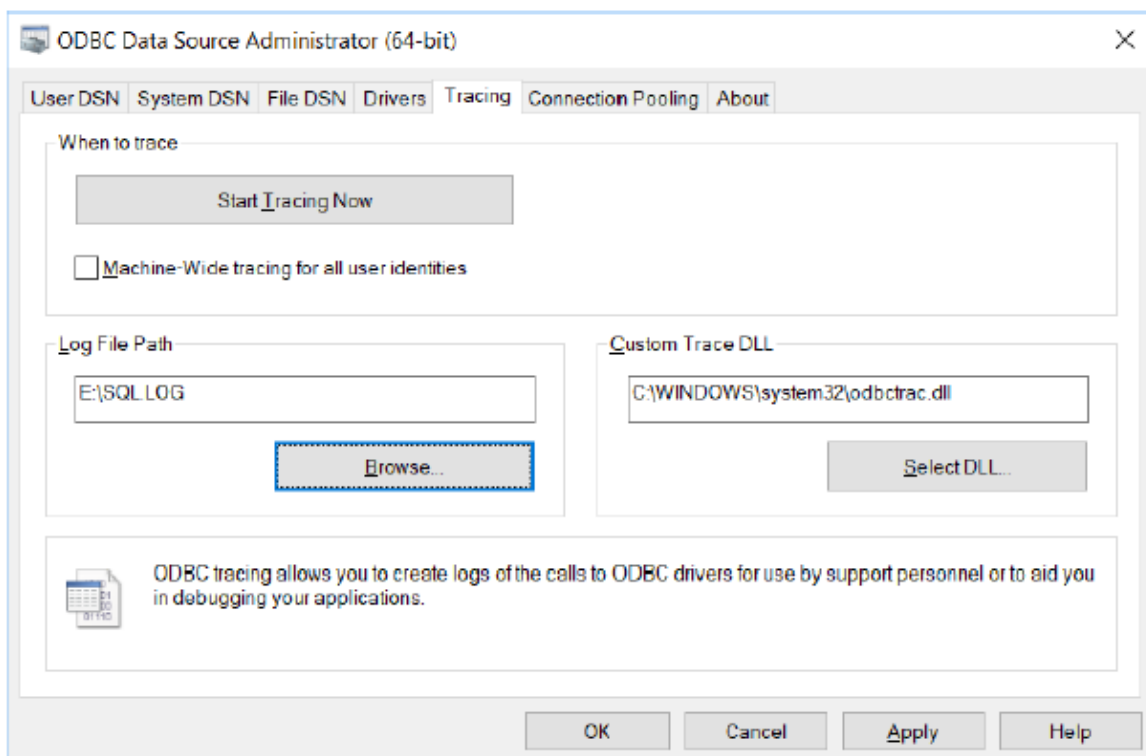 ODBC Data Source Administrator (64-bit)
User DSN System DSN File DSN Drivers Tracing Connection Pooling About
When to trace
Start Tracing Now
Machine-Wide tracing for all user identities
Log File Path
E:\SQL.LOG
Browse...
Custom Trace DLL
C:\WINDOWS\system32\odbctrac.dll
Select DLL...
ODBC tracing allows you to create logs of the calls to ODBC drivers for use by support personnel or to aid you
in debugging your applications.
OK Cancel Apply Help